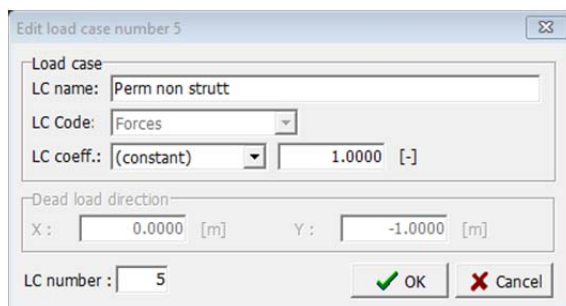 Edit load case number 5
Load case
LC name: Perm non strutt
LC Code: Forces
LC coeff.: (constant) 1.0000 [-]
Dead load direction
X : 0.0000 [m] Y : -1.0000 [m]
LC number : 5 OK Cancel